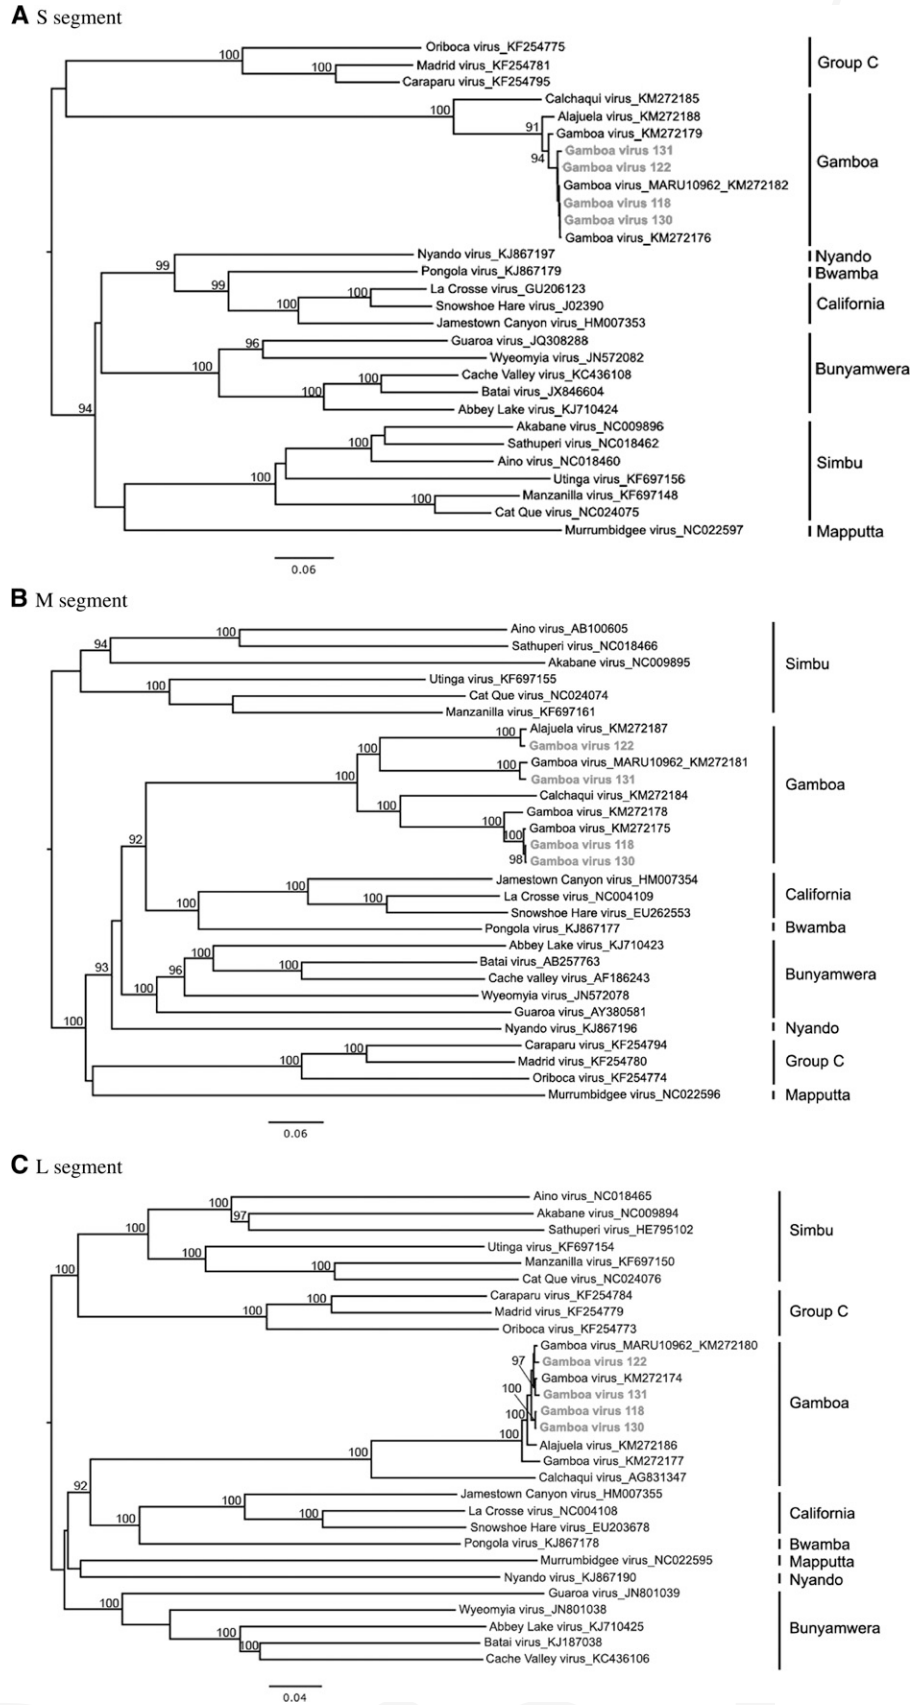 A S segment
100
Oriboca virus_KF254775
100
Madrid virus_KF254781
Caraparu virus_KF254795
Group C
100
Calchaqui virus_KM272185
91
Alajuela virus_KM272188
Gamboa virus_KM272179
94
Gamboa virus 131
Gamboa virus 122
Gamboa virus_MARU10962_KM272182
Gamboa virus 118
Gamboa virus 130
Gamboa virus_KM272176
Gamboa
99
Nyando virus_KJ867197
Nyando
99
Pongola virus_KJ867179
Bwamba
100
100
La Crosse virus_GU206123
Snowshoe Hare virus_J02390
Jamestown Canyon virus_HM007353
California
94
100
96
Guaroa virus_JQ308288
Wyeomyia virus_JN572082
100
100
Cache Valley virus_KC436108
Batai virus_JX846604
Abbey Lake virus_KJ710424
Bunyamwera
100
100
Akabane virus_NC009896
Sathuperi virus_NC018462
Aino virus_NC018460
Utinga virus_KF697156
100
Manzanilla virus_KF697148
Cat Que virus_NC024075
Simbu
Murrumbidgee virus_NC022597
Mapputta
0.06
B M segment
94
100
Aino virus_AB100605
Sathuperi virus_NC018466
Akabane virus_NC009895
100
Utinga virus_KF697155
Cat Que virus_NC024074
Manzanilla virus_KF697161
Simbu
100
100
100
Alajuela virus_KM272187
Gamboa virus 122
100
Gamboa virus_MARU10962_KM272181
Gamboa virus 131
100
Calchaqui virus_KM272184
100
Gamboa virus_KM272178
100
Gamboa virus_KM272175
98
Gamboa virus 118
Gamboa virus 130
Gamboa
92
100
100
Jamestown Canyon virus_HM007354
100
La Crosse virus_NC004109
Snowshoe Hare virus_EU262553
California
Pongola virus_KJ867177
Bwamba
93
100
96
100
Abbey Lake virus_KJ710423
100
Batai virus_AB257763
Cache valley virus_AF186243
Wyeomyia virus_JN572078
Guaroa virus_AY380581
Bunyamwera
100
Nyando virus_KJ867196
Nyando
100
100
Caraparu virus_KF254794
Madrid virus_KF254780
Oriboca virus_KF254774
Group C
Murrumbidgee virus_NC022596
Mapputta
0.06
C L segment
100
100
100
Aino virus_NC018465
97
Akabane virus_NC009894
Sathuperi virus_HE795102
100
Utinga virus_KF697154
100
Manzanilla virus_KF697150
Cat Que virus_NC024076
Simbu
100
100
Caraparu virus_KF254784
Madrid virus_KF254779
Oriboca virus_KF254773
Group C
Gamboa virus_MARU10962_KM272180
97
Gamboa virus 122
Gamboa virus_KM272174
100
Gamboa virus 131
100
Gamboa virus 118
Gamboa virus 130
100
100
Alajuela virus_KM272186
Gamboa virus_KM272177
Calchaqui virus_AG831347
Gamboa
92
100
100
Jamestown Canyon virus_HM007355
100
La Crosse virus_NC004108
Snowshoe Hare virus_EU203678
California
Pongola virus_KJ867178
Bwamba
Murrumbidgee virus_NC022595
Mapputta
Nyando virus_KJ867190
Nyando
100
Guaroa virus_JN801039
Wyeomyia virus_JN801038
100
Abbey Lake virus_KJ710425
100
Batai virus_KJ187038
Cache Valley virus_KC436106
Bunyamwera
0.04